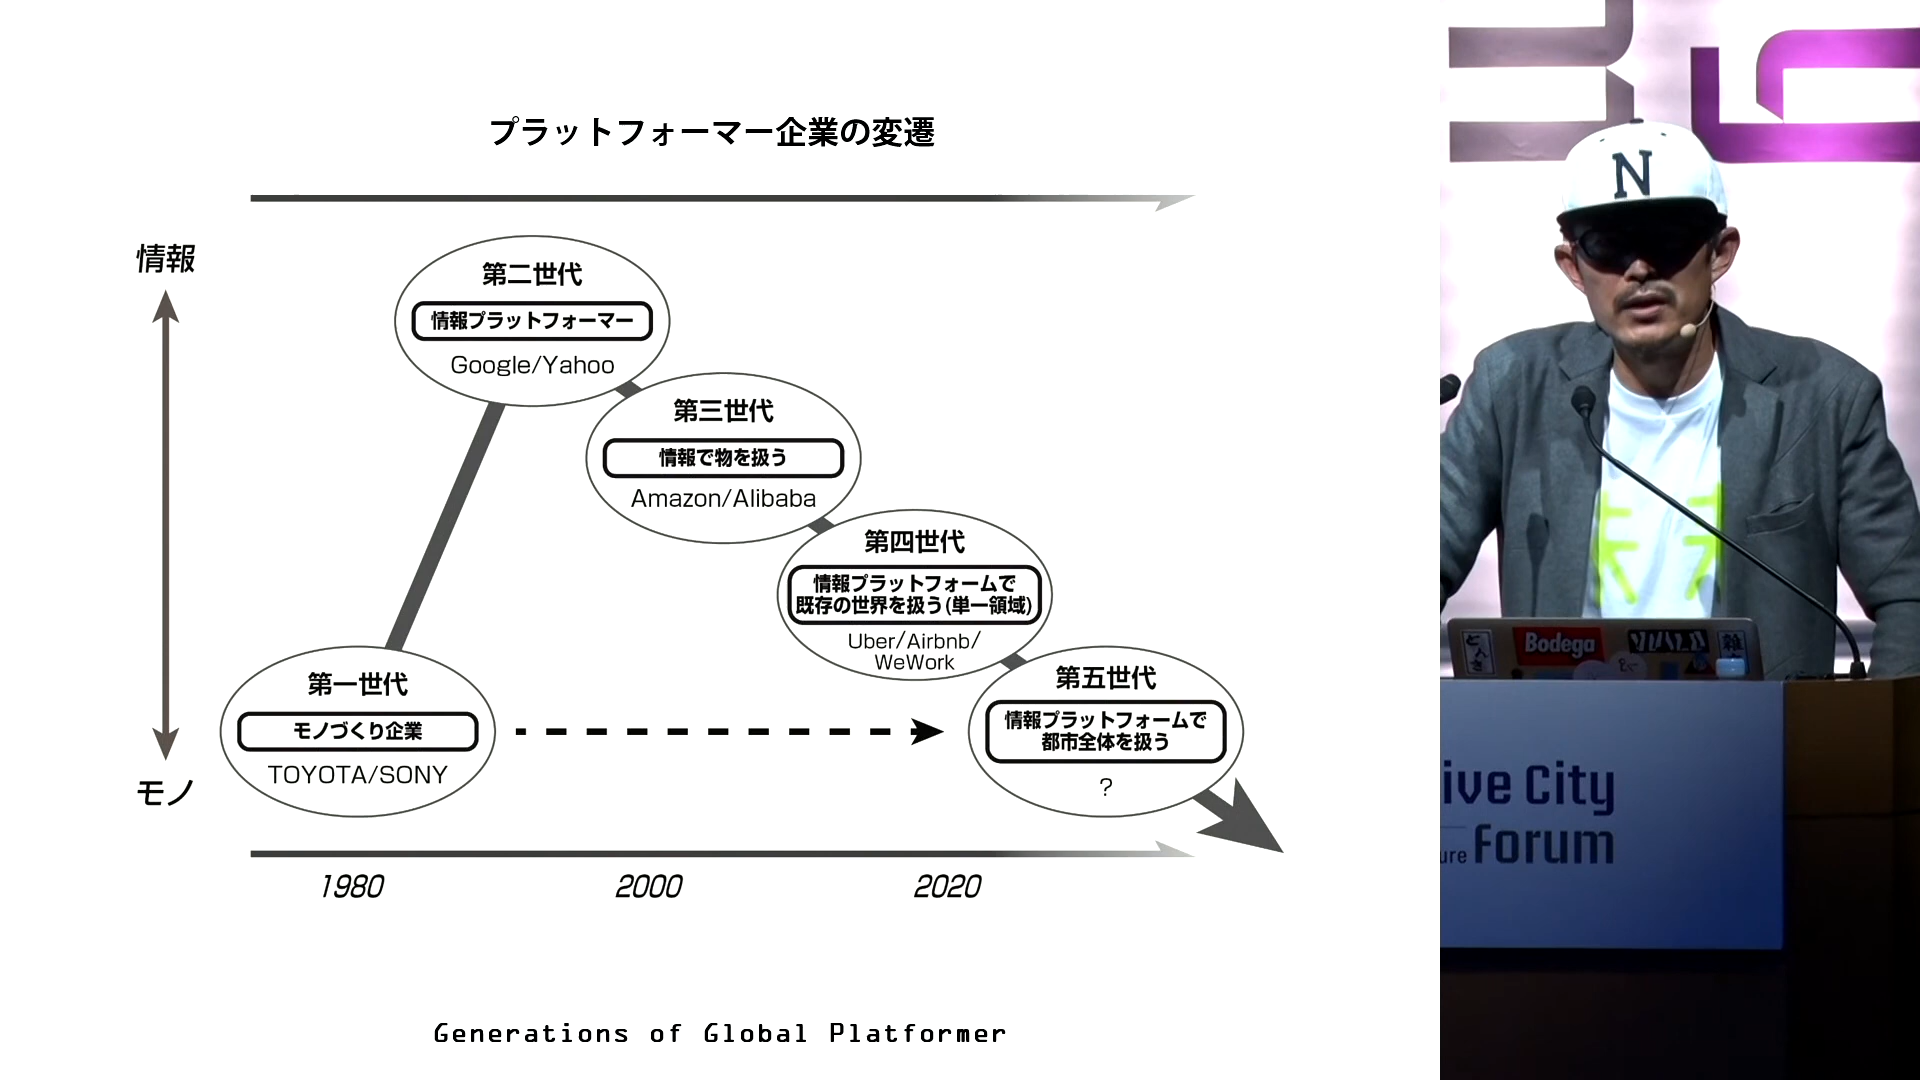 プラットフォーマー企業の変遷
情報
モノ
第二世代
情報プラットフォーマー
Google/Yahoo
第三世代
情報で物を扱う
Amazon/Alibaba
第四世代
情報プラットフォームで
既存の世界を扱う(単一領域)
Uber/Airbnb/
WeWork
第一世代
モノづくり企業
TOYOTA/SONY
第五世代
情報プラットフォームで
都市全体を扱う
?
1980
2000
2020
Generations of Global Platformer
N
Bodega
ive City
ure Forum